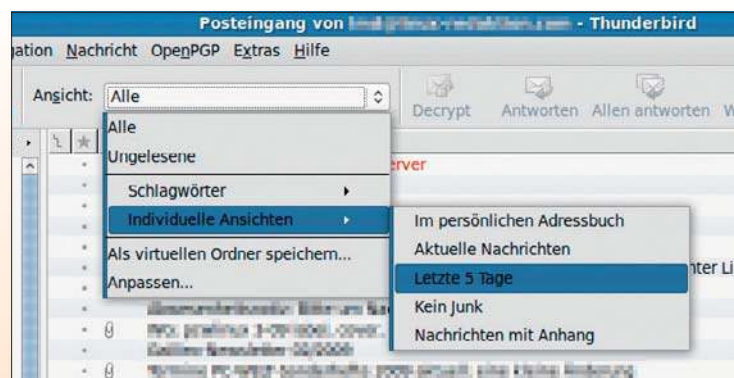 Posteingang von - Thunderbird
gation Nachricht OpenPGP Extras Hilfe
Ansicht: Alle
Decrypt Antworten Allen antworten W
Alle
Ungelesene
Schlagwörter
Individuelle Ansichten
Als virtuellen Ordner speichern...
Anpassen...
erver
Im persönlichen Adressbuch
Aktuelle Nachrichten
Letzte 5 Tage
Kein Junk
Nachrichten mit Anhang
nter Li